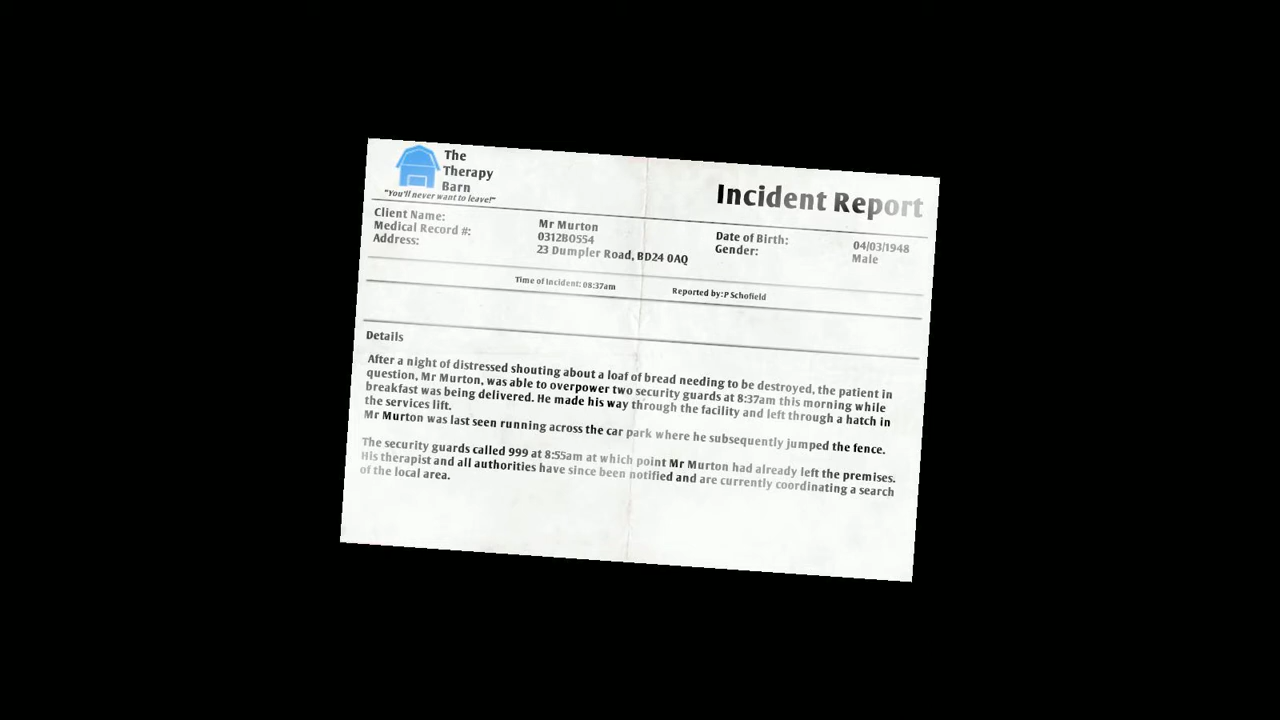 The
Therapy
Barn
"You'll never want to leave!"
Incident Report
Client Name: Mr Murton Date of Birth: 04/03/1948
Medical Record #: 0312BO554 Gender: Male
Address: 23 Dumpler Road, BD24 0AQ
Time of Incident: 08:37am Reported by: P Schofield
Details
After a night of distressed shouting about a loaf of bread needing to be destroyed, the patient in
question, Mr Murton, was able to overpower two security guards at 8:37am this morning while
breakfast was being delivered. He made his way through the facility and left through a hatch in
the services lift.
Mr Murton was last seen running across the car park where he subsequently jumped the fence.
The security guards called 999 at 8:55am at which point Mr Murton had already left the premises.
His therapist and all authorities have since been notified and are currently coordinating a search
of the local area.